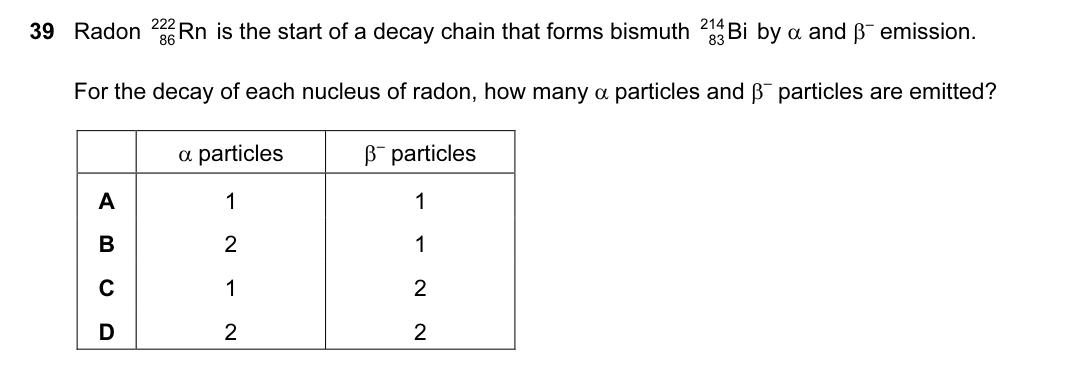 39 Radon ²²²₈₆Rn is the start of a decay chain that forms bismuth ²¹⁴₈₃Bi by α and β⁻ emission.
For the decay of each nucleus of radon, how many α particles and β⁻ particles are emitted?
α particles β⁻ particles
A 1 1
B 2 1
C 1 2
D 2 2